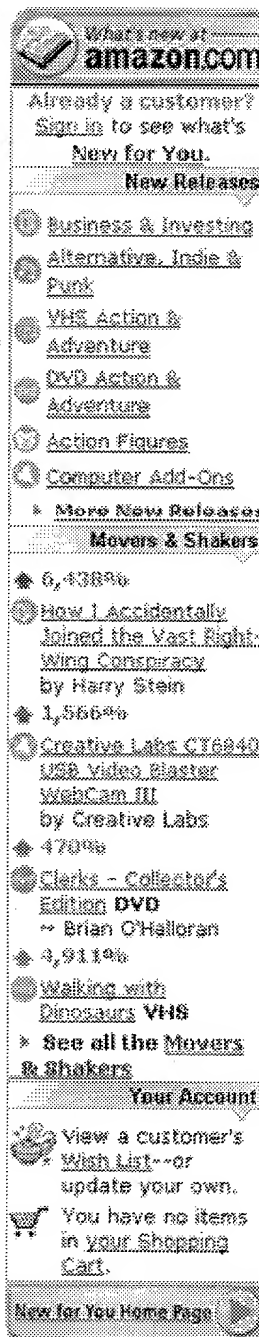 What's new at
amazon.com
Already a customer?
Sign in to see what's
New for You.
New Releases
Business & Investing
Alternative, Indie &
Punk
VHS Action &
Adventure
DVD Action &
Adventure
Action Figures
Computer Add-Ons
More New Releases
Movers & Shakers
6,438%
How I Accidentally
Joined the Vast Right-
Wing Conspiracy
by Harry Stein
1,566%
Creative Labs CT6840
USB Video Blaster
WebCam III
by Creative Labs
470%
Clerks - Collector's
Edition DVD
~ Brian O'Halloran
4,911%
Walking with
Dinosaurs VHS
See all the Movers
& Shakers
Your Account
View a customer's
Wish List--or
update your own.
You have no items
in your Shopping
Cart.
New for You Home Page